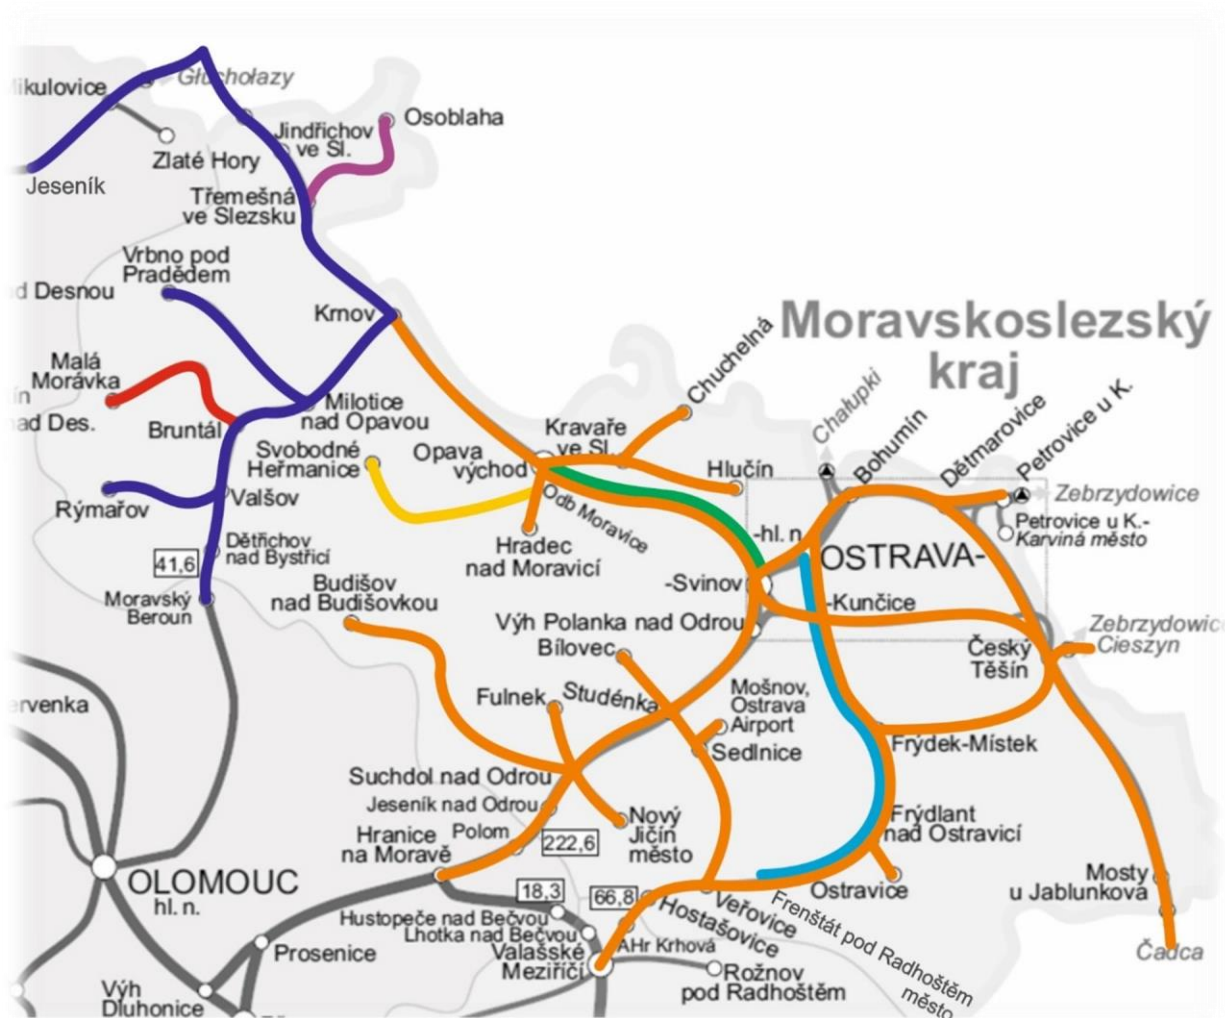 Mikulovice
Głuchołazy
Osoblaha
Jindřichov
ve Sl.
Zlaté Hory
Jeseník
Třemešná
ve Slezsku
Vrbno pod
Pradědem
Desnou
Krnov
Moravskoslezský
kraj
Malá
Morávka
nad Des.
Milotice
nad Opavou
Bruntál
Chuchelná
Chałupki
Bohumín
Dětmarovice
Petrovice u K.
Svobodné
Heřmanice
Opava
východ
Kravaře
ve Sl.
Hlučín
Rýmařov
Valšov
Odb Moravice
Zebrzydowice
Petrovice u K.-
Karviná město
Dětřichov
nad Bystřicí
41,6
Hradec
nad Moravicí
-hl. n.
OSTRAVA-
-Svinov
Moravský
Beroun
Budišov
nad Budišovkou
-Kunčice
Výh Polanka nad Odrou
Bílovec
Český
Těšín
Cieszyn
Fulnek
Studénka
Mošnov,
Ostrava
Airport
Sedlnice
Frýdek-Místek
Suchdol nad Odrou
Jeseník nad Odrou
Hranice
na Moravě
Polom
222,6
Nový
Jičín
město
Frýdlant
nad Ostravicí
OLOMOUC
hl. n.
18,3
66,8
Ostravice
Mosty
u Jablunkova
Hustopeče nad Bečvou
Lhotka nad Bečvou
Valašské
Meziříčí
Hostašovice
Veřovice
Frenštát pod Radhoštěm
město
AHr Krhová
Rožnov
pod Radhoštěm
Čadca
Prosenice
Výh
Dluhonice